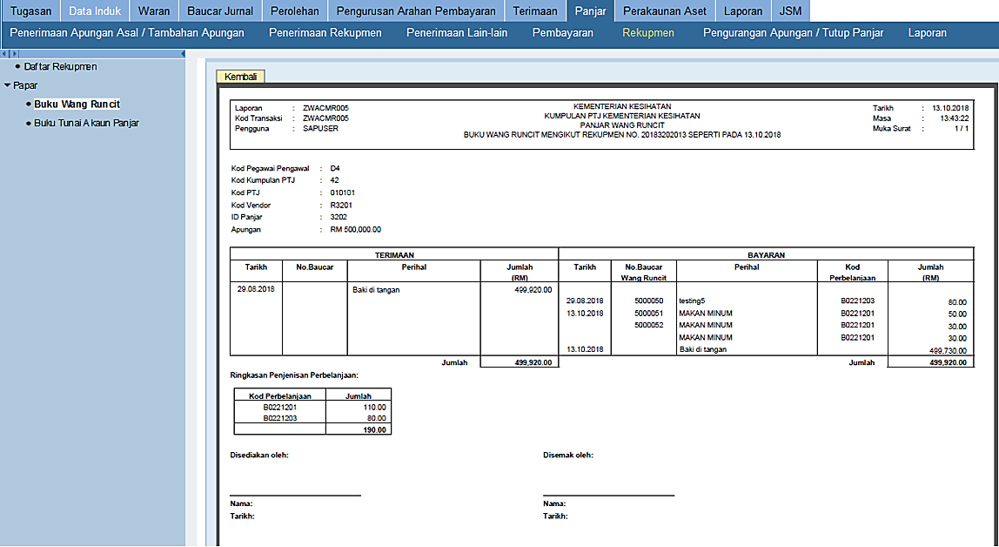 Tugasan Data Induk Waran Baucar Jurnal Perolehan Pengurusan Arahan Pembayaran Terimaan Panjar Perakaunan Aset Laporan JSM
Penerimaan Apungan Asal / Tambahan Apungan Penerimaan Rekupmen Penerimaan Lain-lain Pembayaran Rekupmen Pengurangan Apungan / Tutup Panjar Laporan
Daftar Rekupmen
Papar
Buku Wang Runcit
Buku Tunai Akaun Panjar
Kembali
Laporan : ZWACMR005 KEMENTERIAN KESIHATAN Tarikh : 13.10.2018
Kod Transaksi : ZWACMR005 KUMPULAN PTJ KEMENTERIAN KESIHATAN Masa : 13:43:22
Pengguna : SAPUSER PANJAR WANG RUNCIT Muka Surat : 1 / 1
BUKU WANG RUNCIT MENGIKUT REKUPMEN NO. 20183202013 SEPERTI PADA 13.10.2018
Kod Pegawai Pengawal : D4
Kod Kumpulan PTJ : 42
Kod PTJ : 010101
Kod Vendor : R3201
ID Panjar : 3202
Apungan : RM 500,000.00
TERIMAAN BAYARAN
Tarikh No.Baucar Perihal Jumlah Tarikh No.Baucar Perihal Kod Jumlah
(RM) Wang Runcit Perbelanjaan (RM)
29.08.2018 Baki di tangan 499,920.00
29.08.2018 5000050 testing5 B0221203 80.00
13.10.2018 5000051 MAKAN MINUM B0221201 50.00
5000052 MAKAN MINUM B0221201 30.00
MAKAN MINUM B0221201 30.00
13.10.2018 Baki di tangan 499,730.00
Jumlah 499,920.00 Jumlah 499,920.00
Ringkasan Penjenisan Perbelanjaan:
Kod Perbelanjaan Jumlah
B0221201 110.00
B0221203 80.00
190.00
Disediakan oleh: Disemak oleh:
Nama: Nama:
Tarikh: Tarikh: